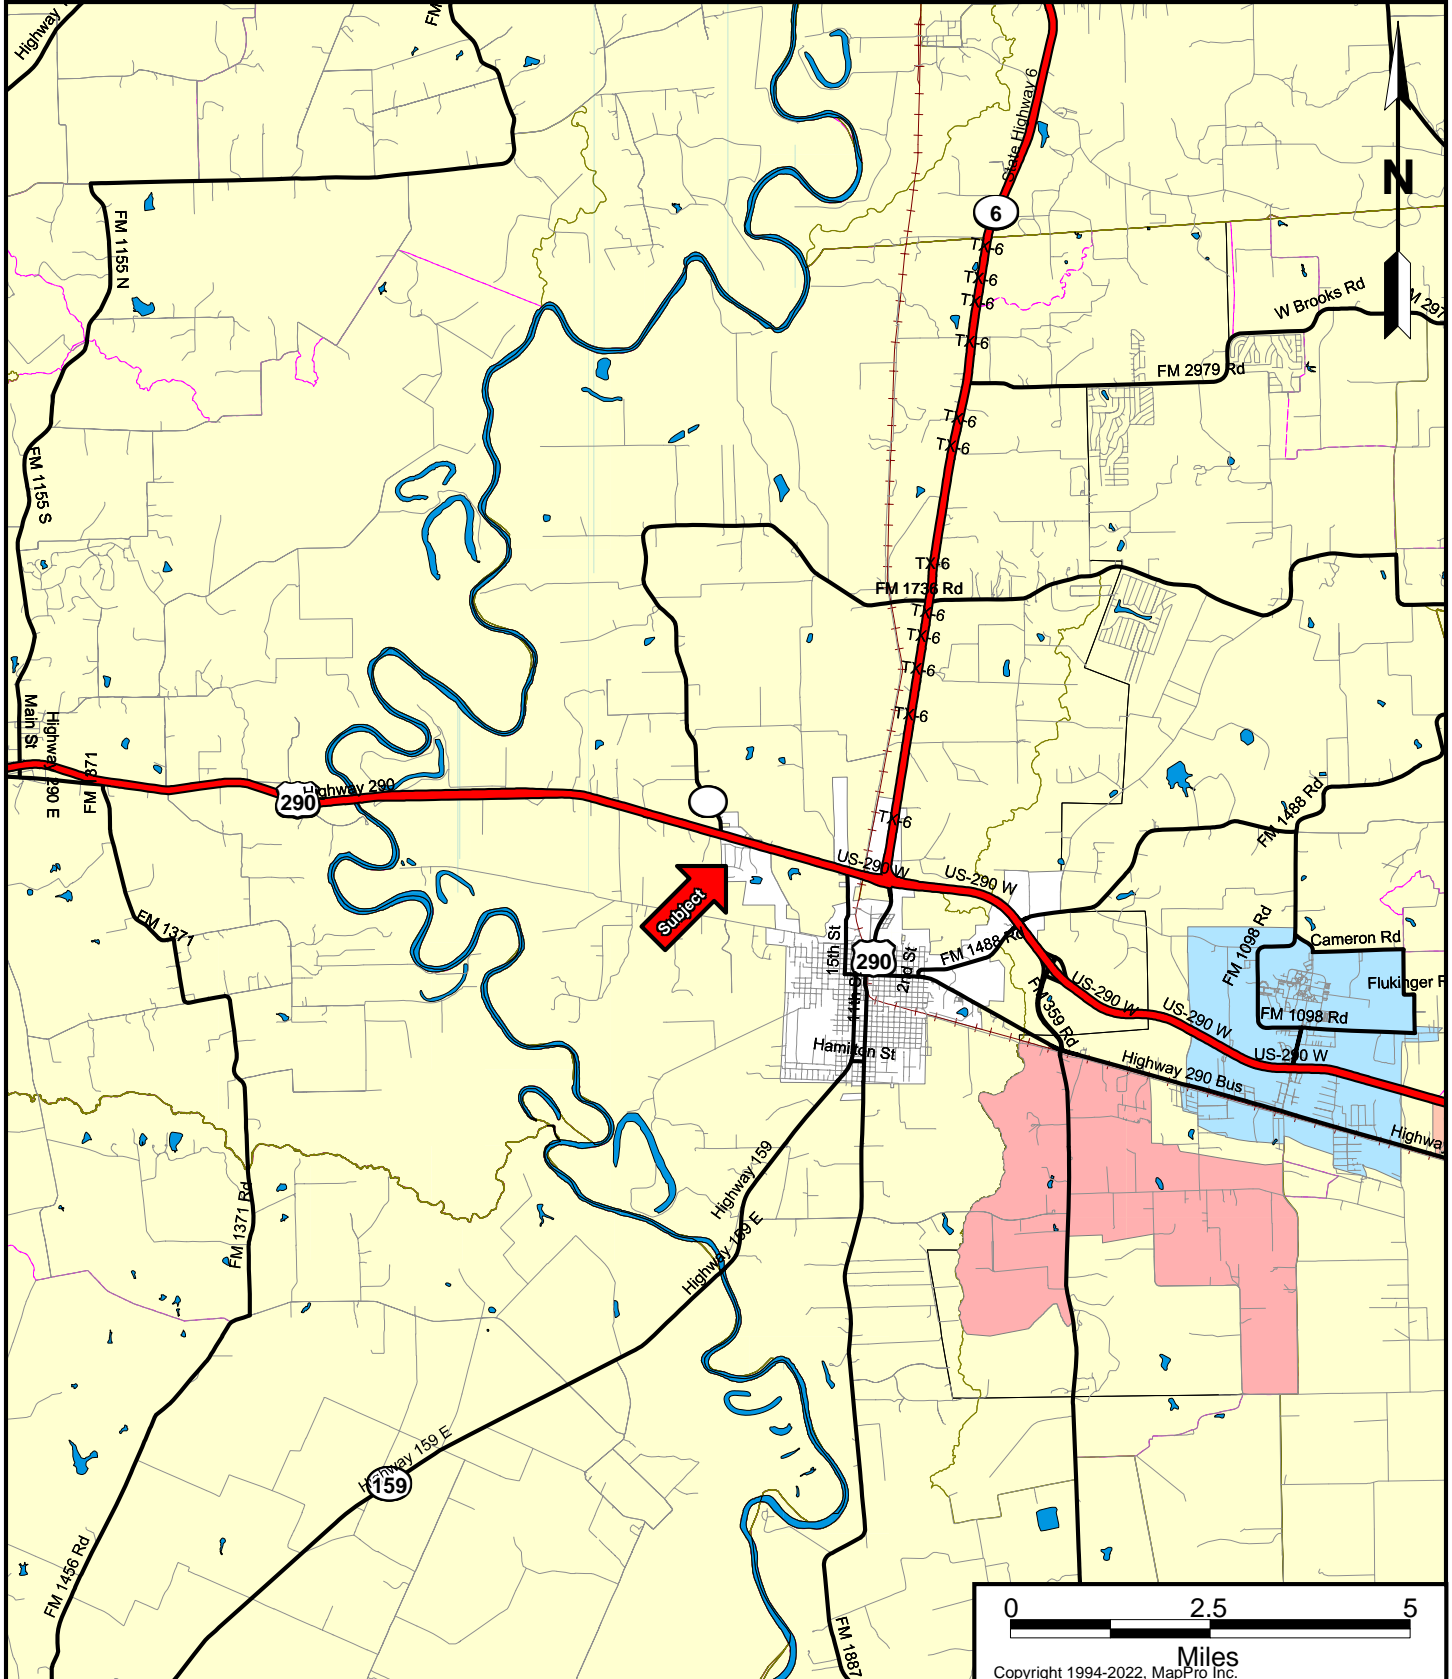 Highway
FM
State Highway 6
N
6
FM 1155 N
TX-6
TX-6
TX-6
W Brooks Rd
M 297
TX-6
FM 2979 Rd
TX-6
TX-6
FM 1155 S
TX-6
FM 1736 Rd
TX-6
TX-6
TX-6
Main St
Highway 290 E
FM 1371
TX-6
290
Highway 290
TX-6
FM 1488 Rd
US-290 W
US-290 W
Subject
FM 1371
15th St
290
2nd St
FM 1488 Rd
FM 1098 Rd
Cameron Rd
Flukinger R
11th S
FM 359 Rd
US-290 W
US-290 W
FM 1098 Rd
Hamilton St
Highway 290 Bus
US-290 W
Highwa
Highway 159
FM 1371 Rd
Highway 159 E
Highway 159 E
159
FM 1456 Rd
FM 1887
0 2.5 5
Miles
Copyright 1994-2022, MapPro Inc.